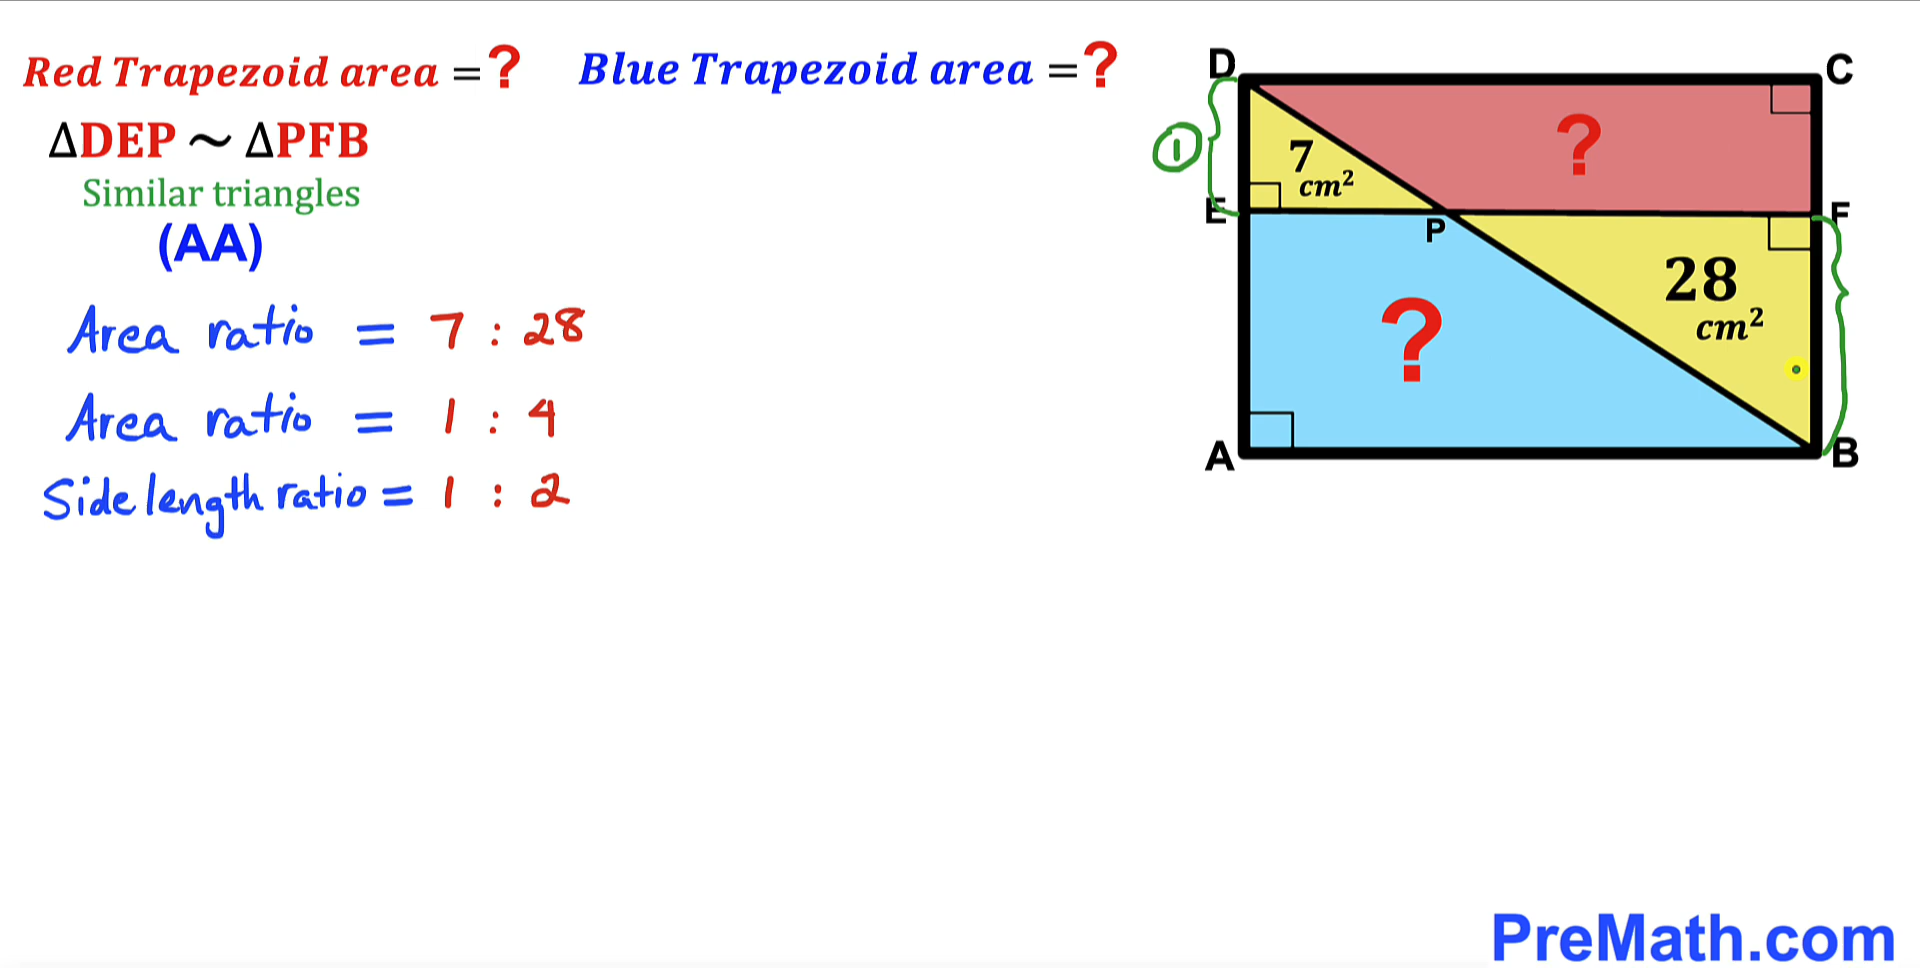 Red Trapezoid area = ? Blue Trapezoid area = ?
ΔDEP ~ ΔPFB
Similar triangles
(AA)
Area ratio = 7 : 28
Area ratio = 1 : 4
Side length ratio = 1 : 2
D
C
1
7
cm²
?
E
P
F
28
cm²
?
A
B
PreMath.com